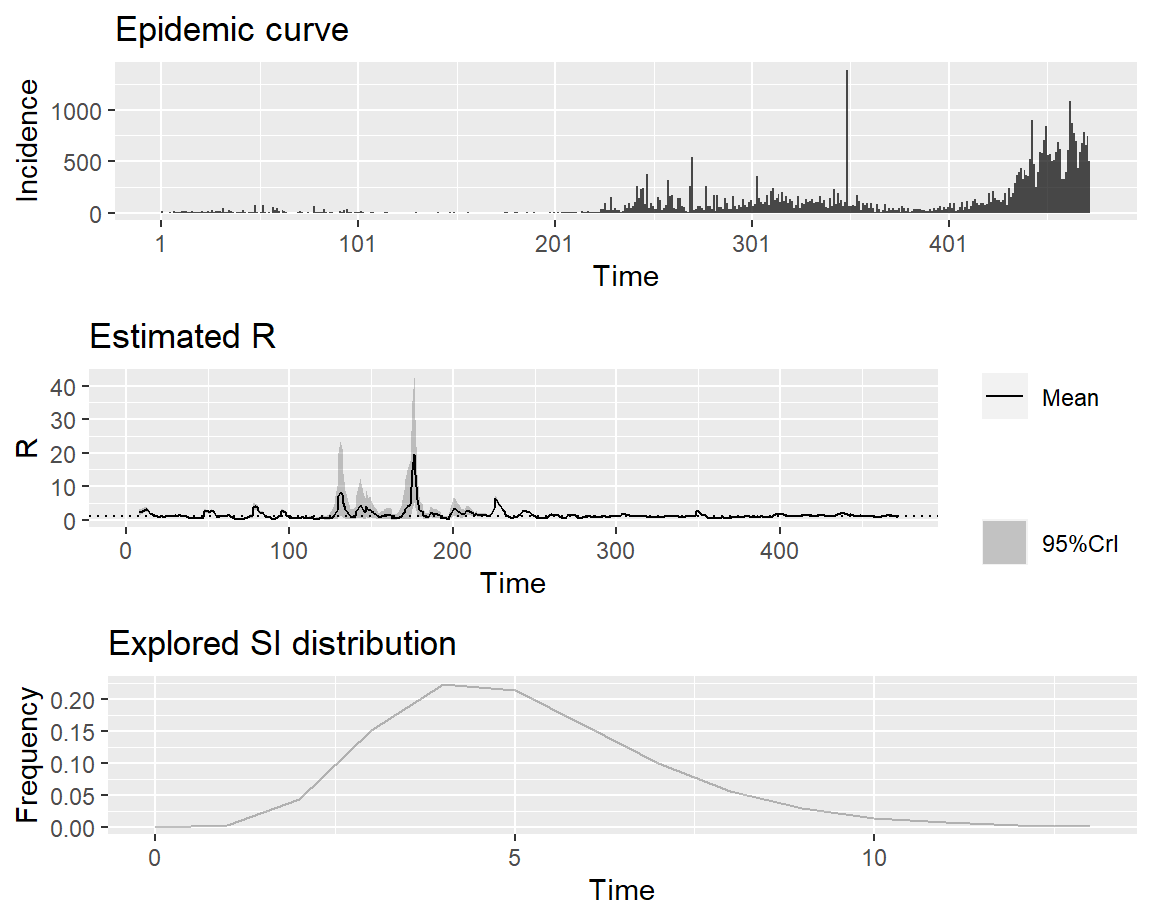 Epidemic curve
Incidence
1000
500
0
1 101 201 301 401
Time
Estimated R
R
40
30
20
10
0
0 100 200 300 400
Time
Mean
95%CrI
Explored SI distribution
Frequency
0.20
0.15
0.10
0.05
0.00
0 5 10
Time